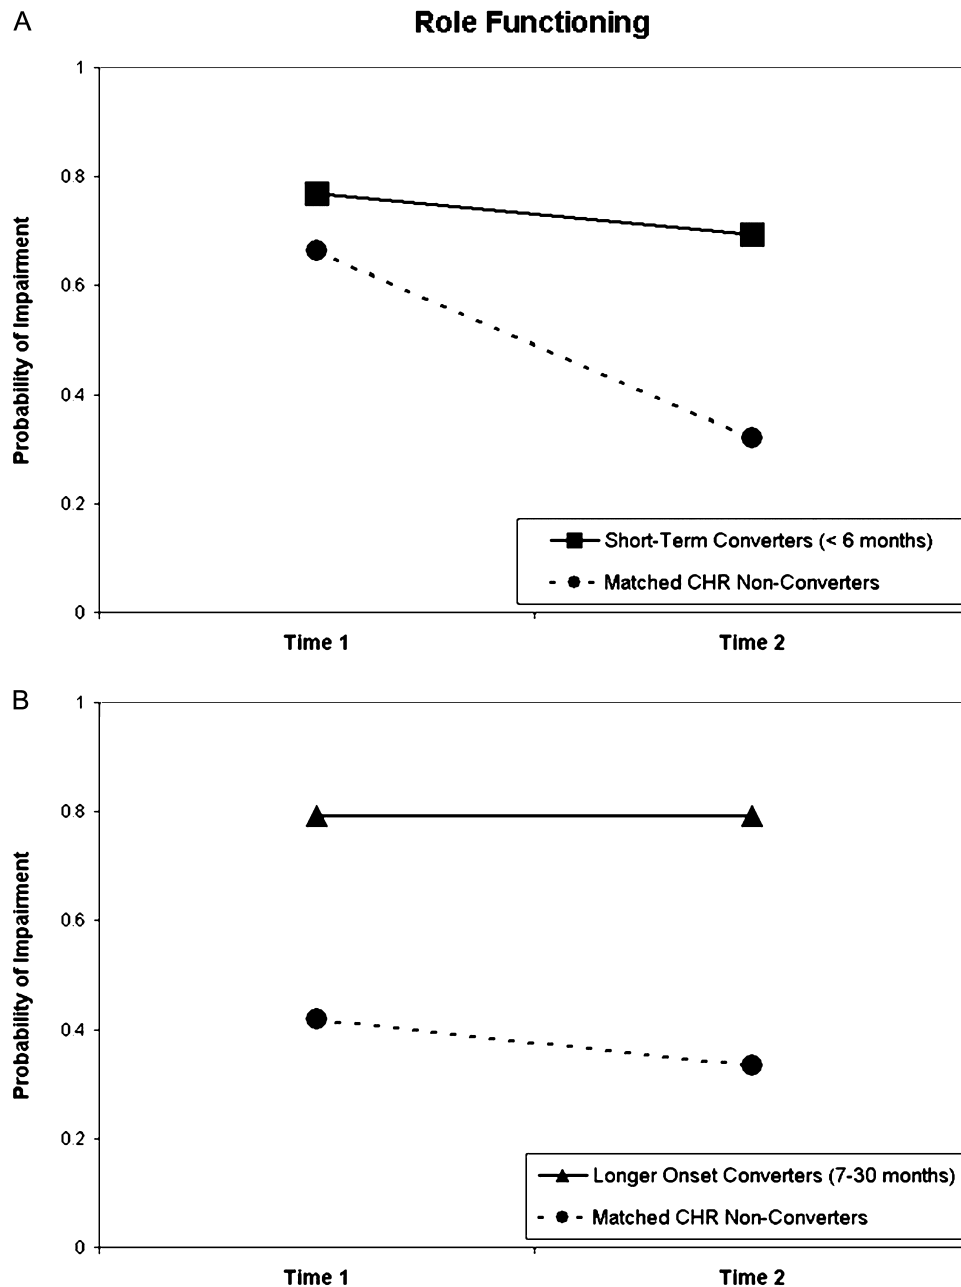 A
Role Functioning
1
0.8
0.6
0.4
0.2
0
Probability of Impairment
Short-Term Converters (< 6 months)
Matched CHR Non-Converters
Time 1
Time 2
B
1
0.8
0.6
0.4
0.2
0
Probability of Impairment
Longer Onset Converters (7-30 months)
Matched CHR Non-Converters
Time 1
Time 2